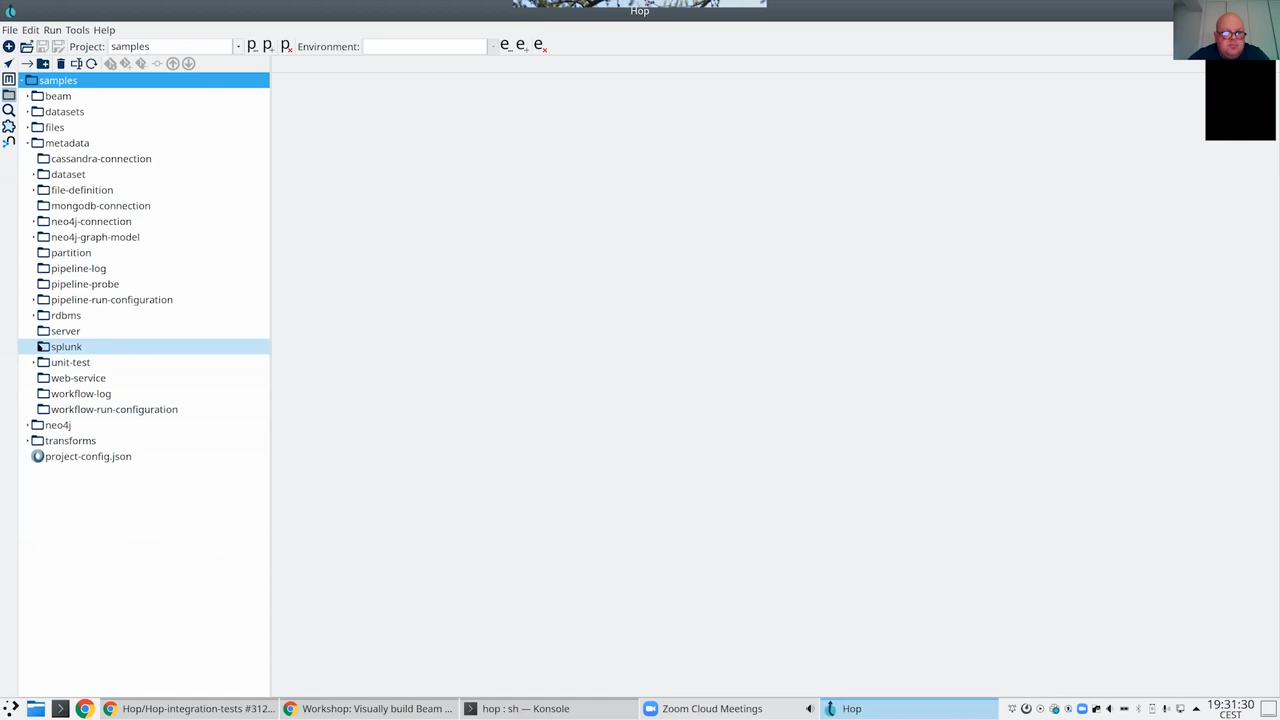 Hop
File Edit Run Tools Help
Project: samples
Environment:
samples
beam
datasets
files
metadata
cassandra-connection
dataset
file-definition
mongodb-connection
neo4j-connection
neo4j-graph-model
partition
pipeline-log
pipeline-probe
pipeline-run-configuration
rdbms
server
splunk
unit-test
web-service
workflow-log
workflow-run-configuration
neo4j
transforms
project-config.json
Hop/Hop-integration-tests #312... Workshop: Visually build Beam ... hop : sh — Konsole Zoom Cloud Meetings Hop 19:31:30
CEST